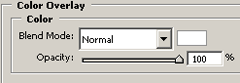 Color Overlay
Color
Blend Mode: Normal
Opacity: 100 %